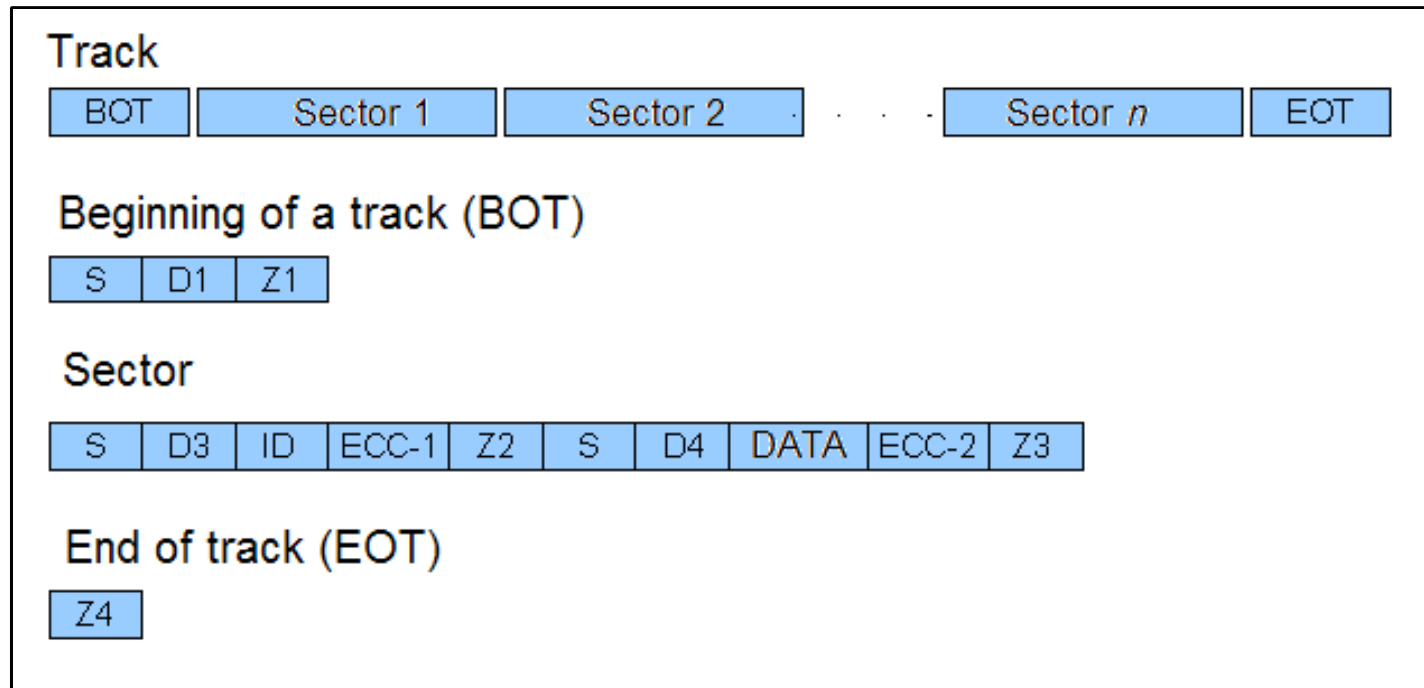 Track
BOT Sector 1 Sector 2 . . . . Sector n EOT
Beginning of a track (BOT)
S D1 Z1
Sector
S D3 ID ECC-1 Z2 S D4 DATA ECC-2 Z3
End of track (EOT)
Z4